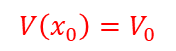 V(x₀) = V₀